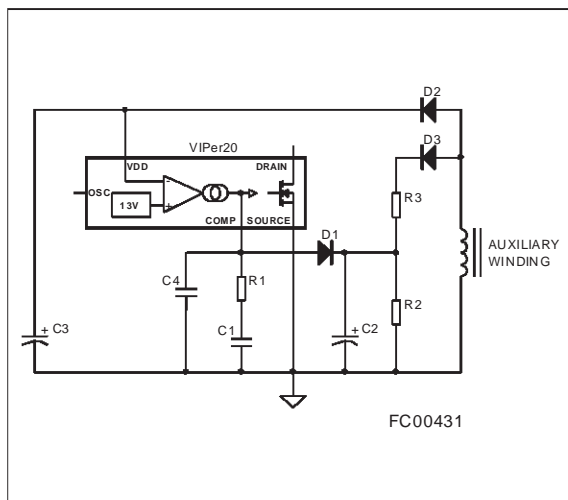 D2
D3
VIPer20
VDD
DRAIN
OSC
-
13V
+
R3
COMP
SOURCE
D1
AUXILIARY
WINDING
C4
R1
R2
+
C3
C1
+
C2
FC00431